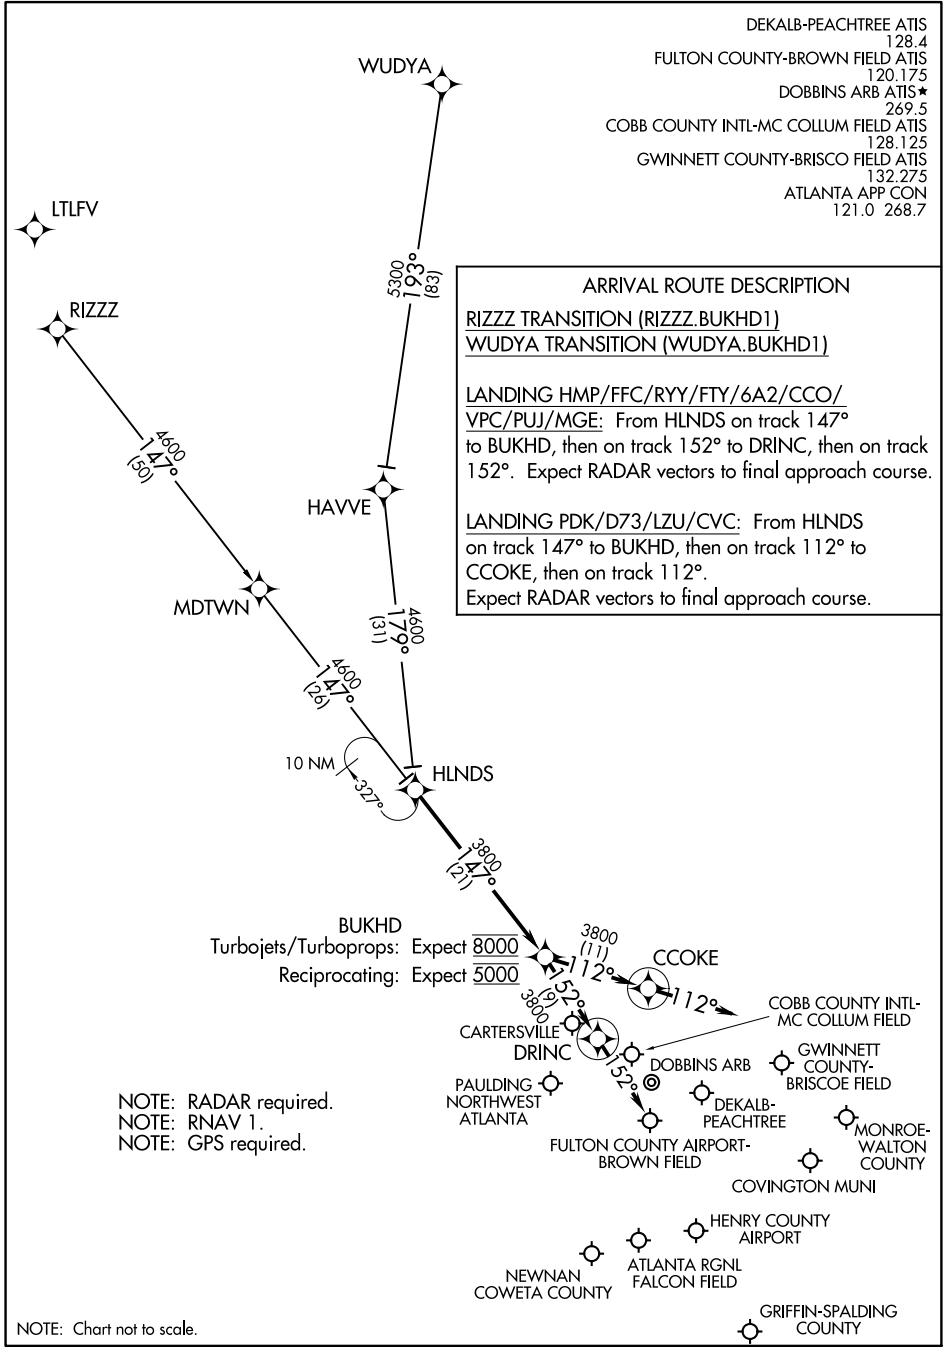 DEKALB-PEACHTREE ATIS
128.4
FULTON COUNTY-BROWN FIELD ATIS
120.175
DOBBINS ARB ATIS★
269.5
COBB COUNTY INTL-MC COLLUM FIELD ATIS
128.125
GWINNETT COUNTY-BRISCO FIELD ATIS
132.275
ATLANTA APP CON
121.0 268.7
WUDYA
LTLFV
5300
193°
(83)
RIZZZ
ARRIVAL ROUTE DESCRIPTION
RIZZZ TRANSITION (RIZZZ.BUKHD1)
WUDYA TRANSITION (WUDYA.BUKHD1)
LANDING HMP/FFC/RYY/FTY/6A2/CCO/
VPC/PUJ/MGE: From HLNDS on track 147°
to BUKHD, then on track 152° to DRINC, then on track
152°. Expect RADAR vectors to final approach course.
LANDING PDK/D73/LZU/CVC: From HLNDS
on track 147° to BUKHD, then on track 112° to
CCOKE, then on track 112°.
Expect RADAR vectors to final approach course.
4600
147°
(50)
HAVVE
MDTWN
4600
179°
(31)
4600
147°
(26)
10 NM
327°
HLNDS
3800
147°
(21)
BUKHD
Turbojets/Turboprops: Expect 8000
Reciprocating: Expect 5000
3800
(11)
112°
CCOKE
112°
152°
(9)
3800
CARTERSVILLE
DRINC
152°
COBB COUNTY INTL-
MC COLLUM FIELD
DOBBINS ARB
GWINNETT
COUNTY-
BRISCOE FIELD
PAULDING
NORTHWEST
ATLANTA
DEKALB-
PEACHTREE
NOTE: RADAR required.
NOTE: RNAV 1.
NOTE: GPS required.
FULTON COUNTY AIRPORT-
BROWN FIELD
MONROE-
WALTON
COUNTY
COVINGTON MUNI
HENRY COUNTY
AIRPORT
ATLANTA RGNL
FALCON FIELD
NEWNAN
COWETA COUNTY
GRIFFIN-SPALDING
COUNTY
NOTE: Chart not to scale.